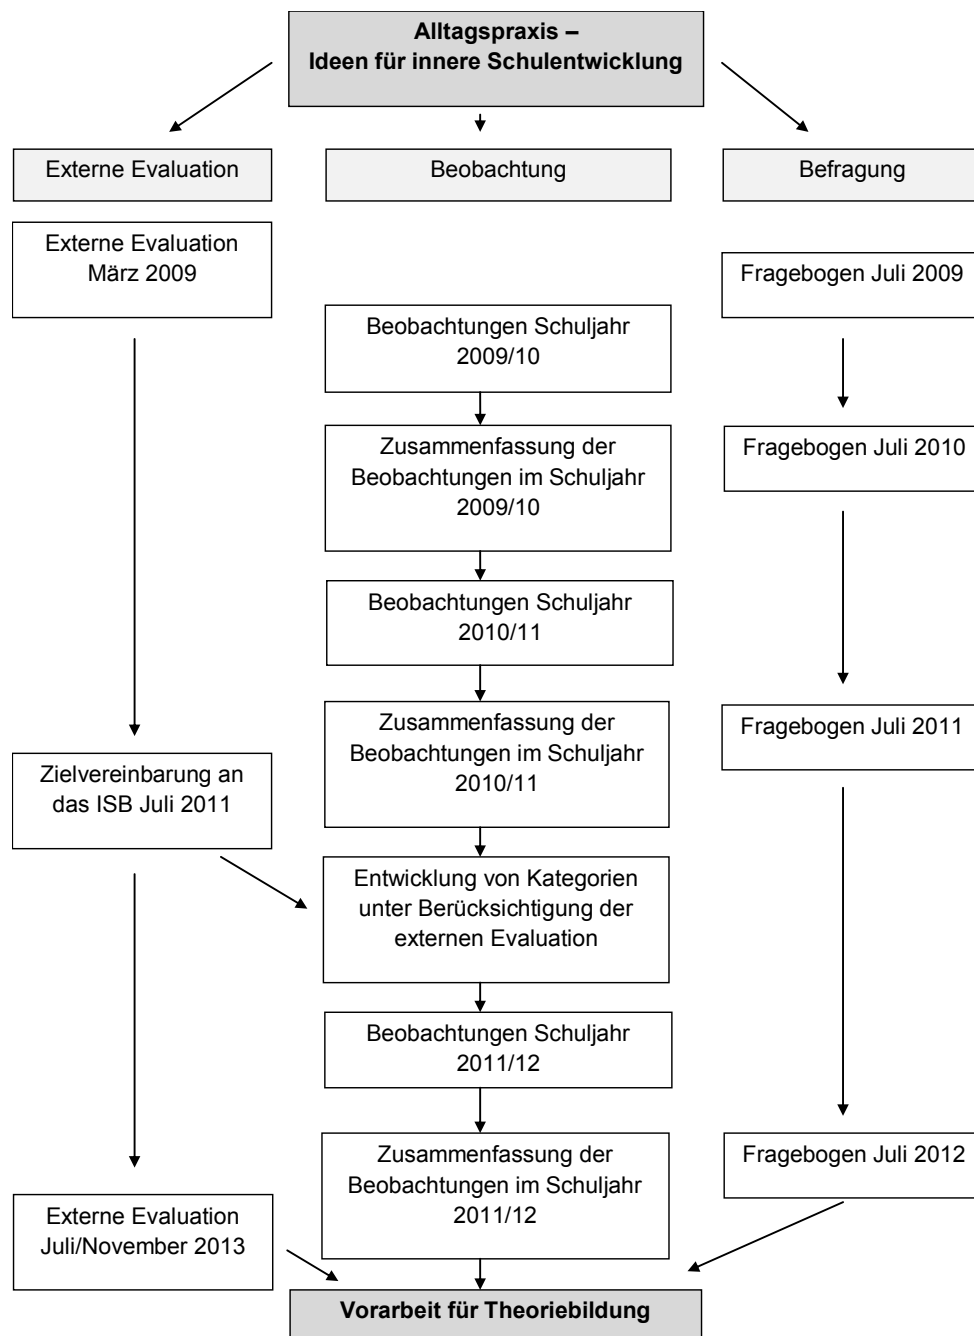 Alltagspraxis –
Ideen für innere Schulentwicklung
Externe Evaluation
Beobachtung
Befragung
Externe Evaluation
März 2009
Fragebogen Juli 2009
Beobachtungen Schuljahr
2009/10
Zusammenfassung der
Beobachtungen im Schuljahr
2009/10
Fragebogen Juli 2010
Beobachtungen Schuljahr
2010/11
Zusammenfassung der
Beobachtungen im Schuljahr
2010/11
Fragebogen Juli 2011
Zielvereinbarung an
das ISB Juli 2011
Entwicklung von Kategorien
unter Berücksichtigung der
externen Evaluation
Beobachtungen Schuljahr
2011/12
Zusammenfassung der
Beobachtungen im Schuljahr
2011/12
Fragebogen Juli 2012
Externe Evaluation
Juli/November 2013
Vorarbeit für Theoriebildung